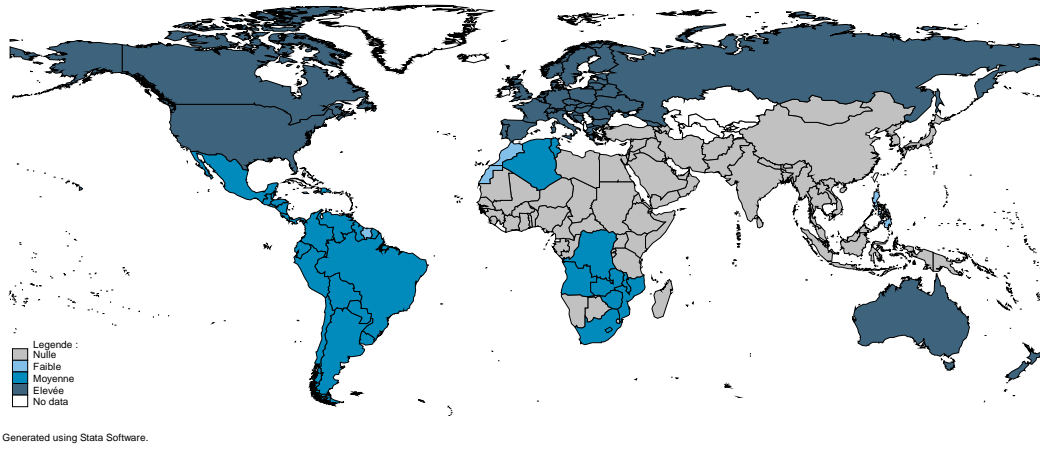 Legende :
Nulle
Faible
Moyenne
Elevée
No data
Generated using Stata Software.